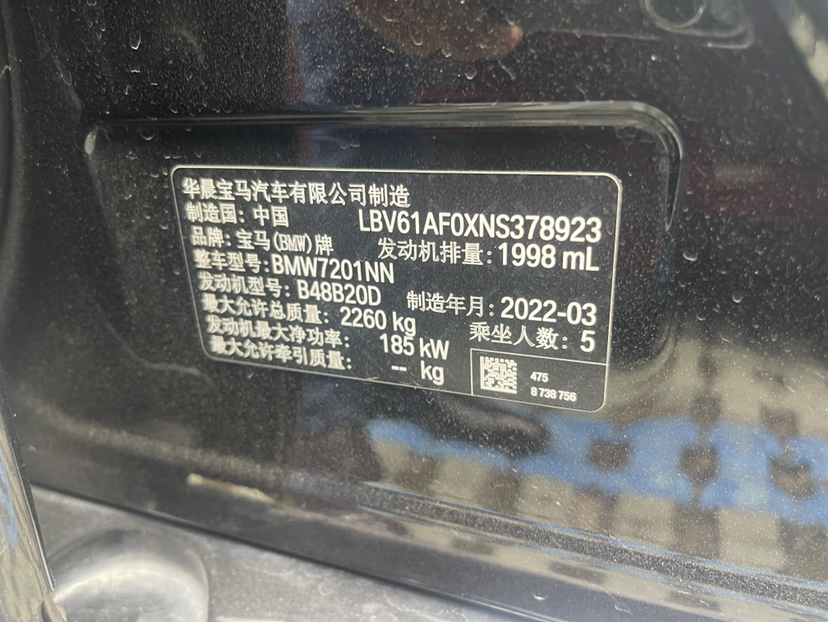 华晨宝马汽车有限公司制造
制造国: 中国 LBV61AF0XNS378923
品牌: 宝马(BMW)牌 发动机排量: 1998 mL
整车型号: BMW7201NN
发动机型号: B48B20D 制造年月: 2022-03
最大允许总质量: 2260 kg 乘坐人数: 5
发动机最大净功率: 185 kW
最大允许牵引质量: -- kg
475
8 738 756